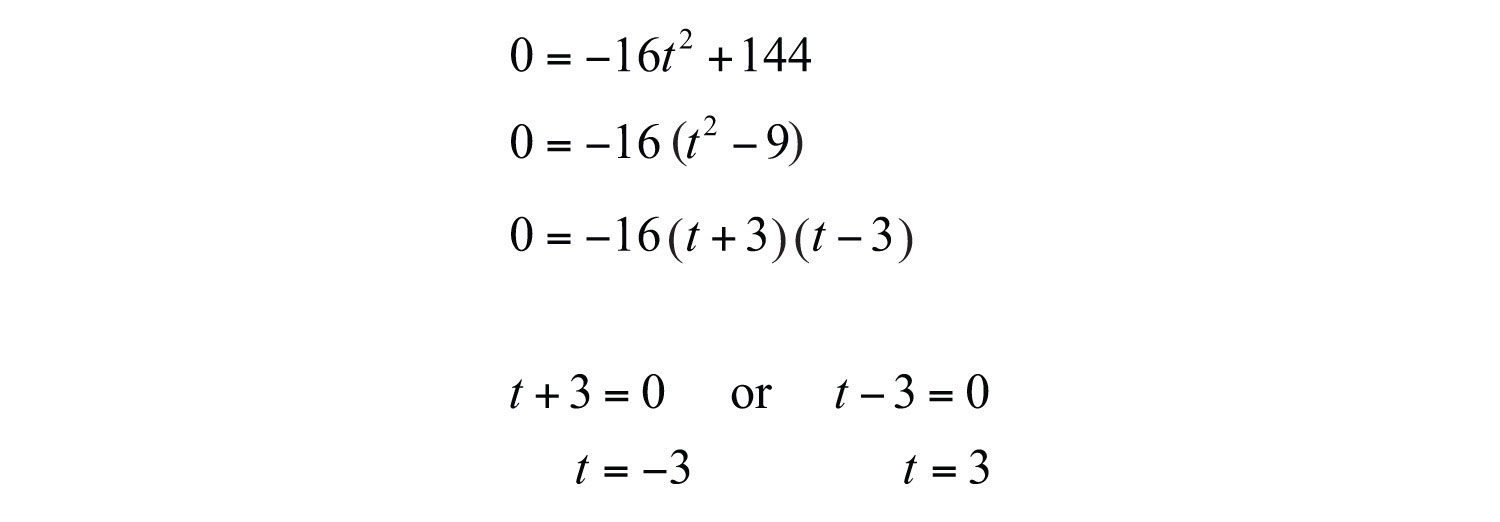 0 = −16t² + 144
0 = −16(t² − 9)
0 = −16(t + 3)(t − 3)
t + 3 = 0 or t − 3 = 0
t = −3 t = 3